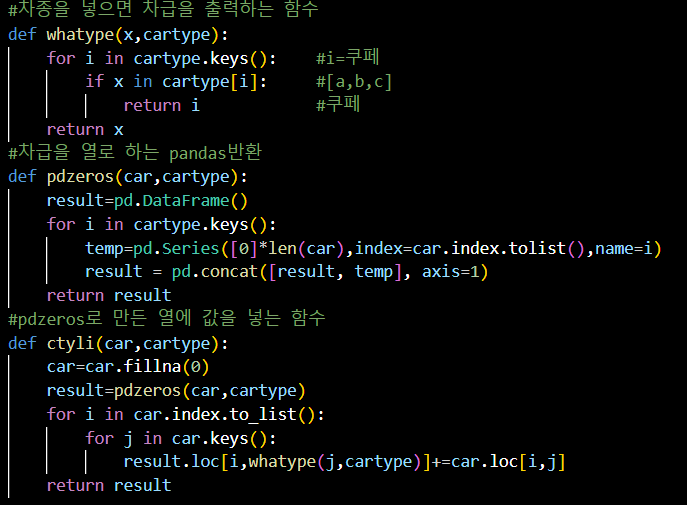 #차종을 넣으면 차급을 출력하는 함수
def whatype(x,cartype):
    for i in cartype.keys():    #i=쿠페
        if x in cartype[i]:     #[a,b,c]
            return i            #쿠페
    return x
#차급을 열로 하는 pandas반환
def pdzeros(car,cartype):
    result=pd.DataFrame()
    for i in cartype.keys():
        temp=pd.Series([0]*len(car),index=car.index.tolist(),name=i)
        result = pd.concat([result, temp], axis=1)
    return result
#pdzeros로 만든 열에 값을 넣는 함수
def ctyli(car,cartype):
    car=car.fillna(0)
    result=pdzeros(car,cartype)
    for i in car.index.to_list():
        for j in car.keys():
            result.loc[i,whatype(j,cartype)]+=car.loc[i,j]
    return result